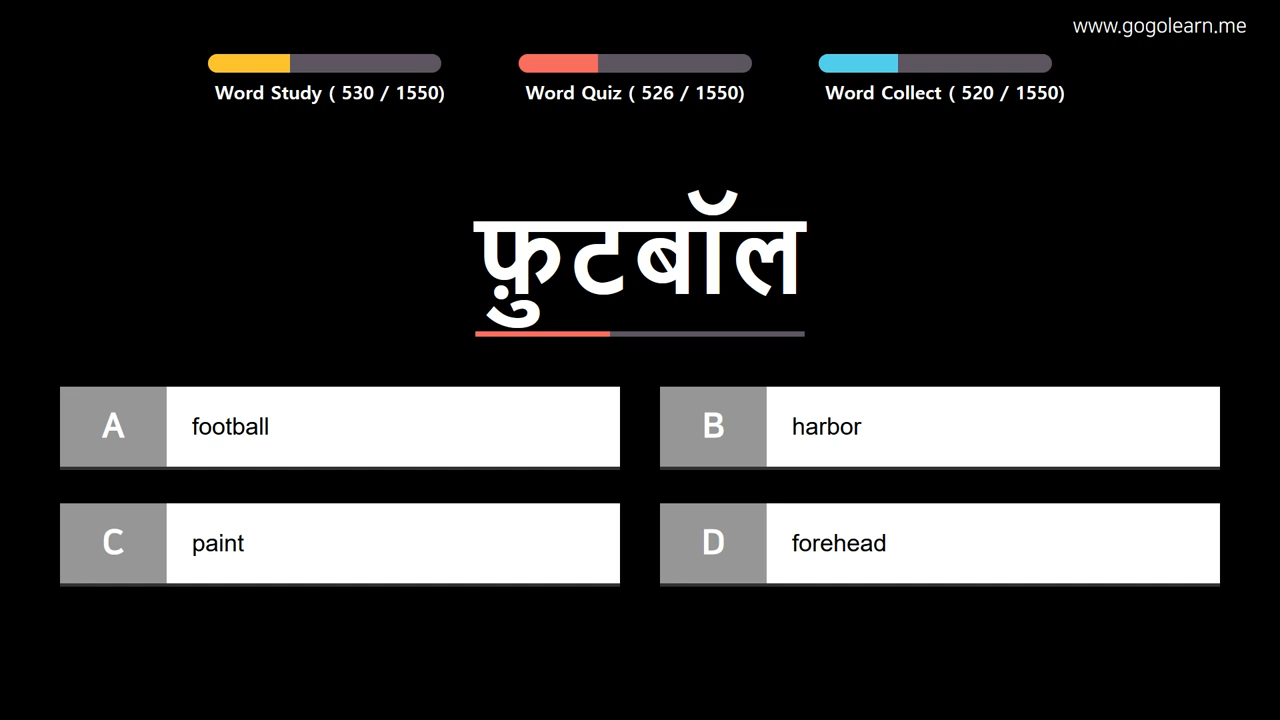 www.gogolearn.me
Word Study ( 530 / 1550)
Word Quiz ( 526 / 1550)
Word Collect ( 520 / 1550)
फ़ुटबॉल
A football
B harbor
C paint
D forehead